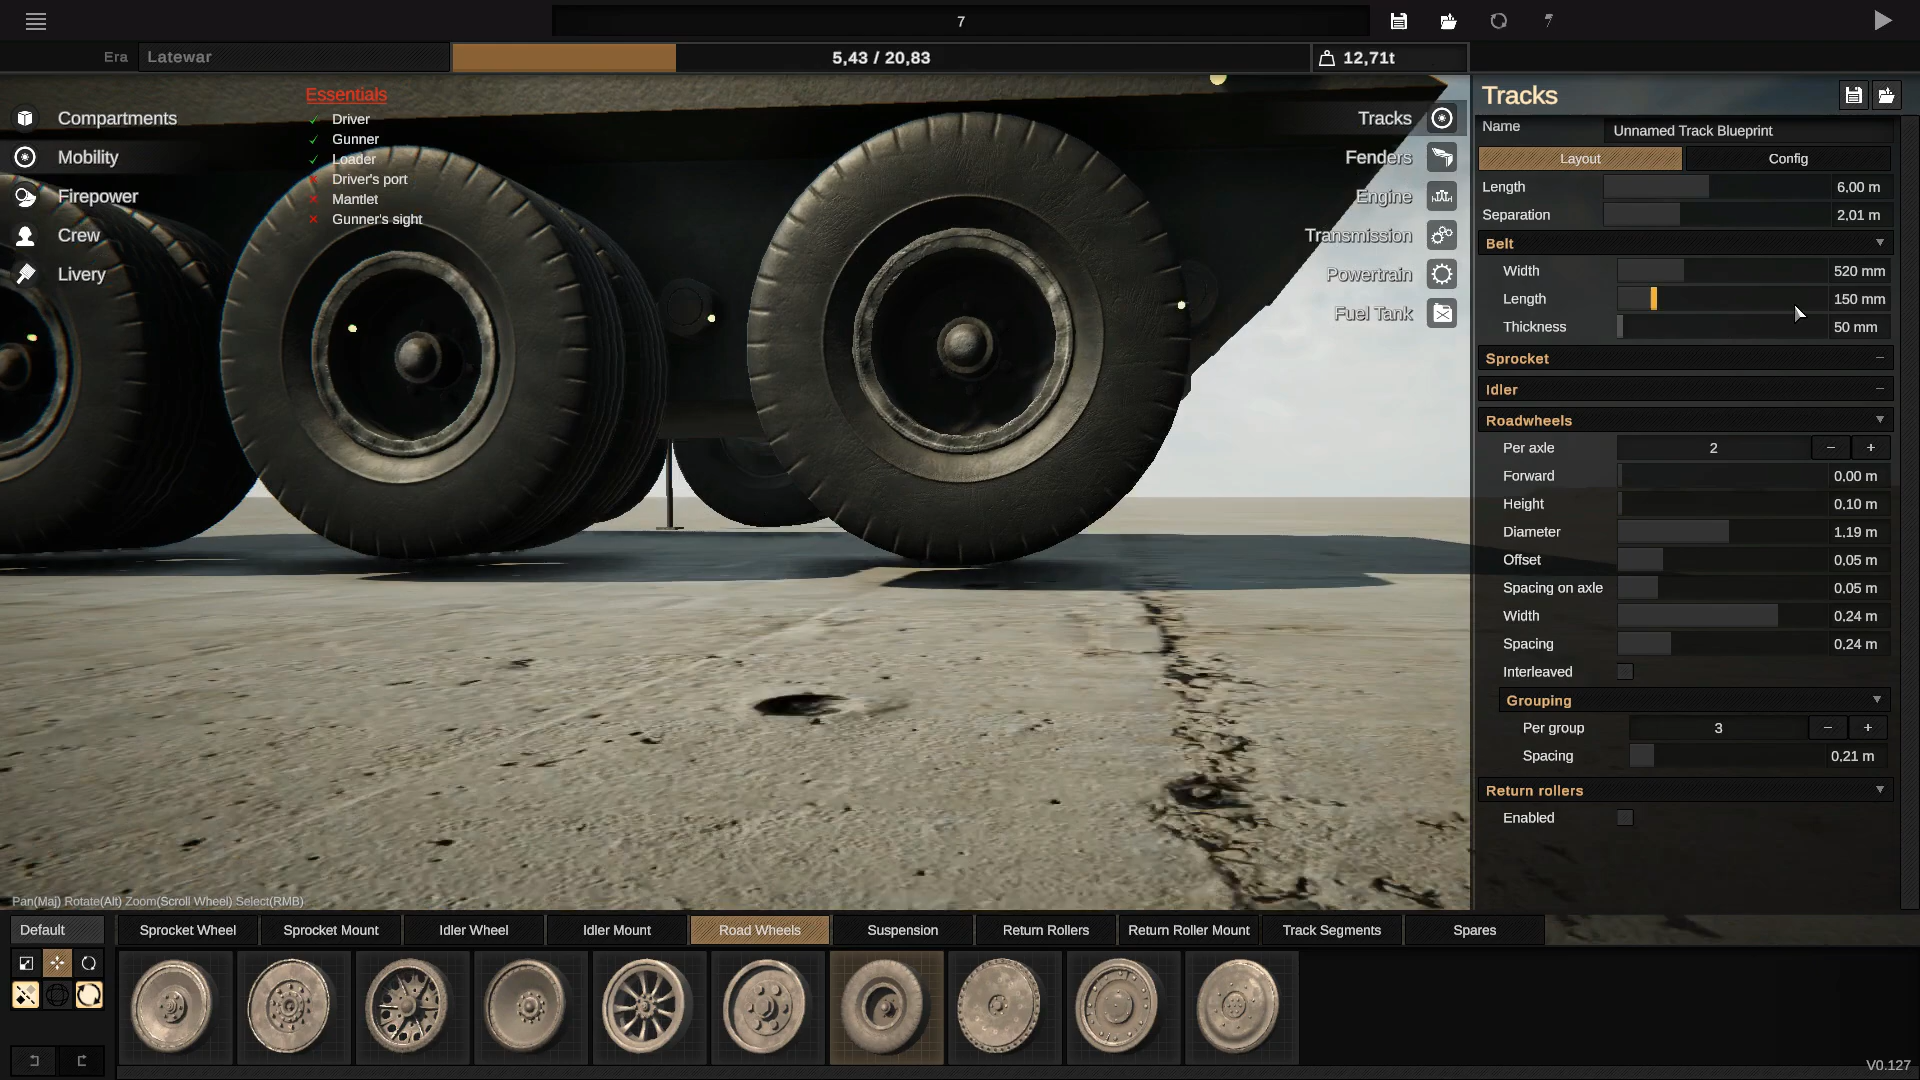 7
Era
Latewar
5,43 / 20,83
12,71t
Compartments
Mobility
Firepower
Crew
Livery
Essentials
Driver
Gunner
Loader
Driver's port
Mantlet
Gunner's sight
Tracks
Fenders
Engine
Transmission
Powertrain
Fuel Tank
Tracks
Name Unnamed Track Blueprint
Layout Config
Length 6,00 m
Separation 2,01 m
Belt
Width 520 mm
Length 150 mm
Thickness 50 mm
Sprocket
Idler
Roadwheels
Per axle 2 - +
Forward 0,00 m
Height 0,10 m
Diameter 1,19 m
Offset 0,05 m
Spacing on axle 0,05 m
Width 0,24 m
Spacing 0,24 m
Interleaved
Grouping
Per group 3 - +
Spacing 0,21 m
Return rollers
Enabled
Pan(Maj) Rotate(Alt) Zoom(Scroll Wheel) Select(RMB)
Default Sprocket Wheel Sprocket Mount Idler Wheel Idler Mount Road Wheels Suspension Return Rollers Return Roller Mount Track Segments Spares
V0.127